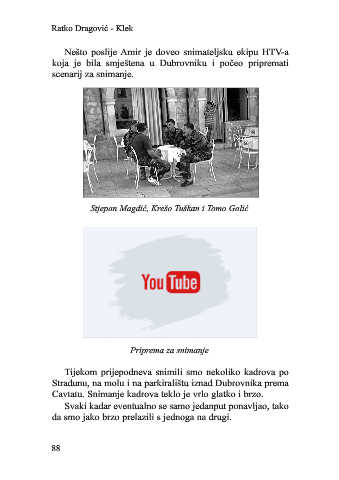 Ratko Dragović - Klek
Nešto poslije Amir je doveo snimateljsku ekipu HTV-a
koja je bila smještena u Dubrovniku i počeo pripremati
scenarij za snimanje.
Stjepan Magdić, Krešo Tuškan i Tomo Golić
YouTube
Priprema za snimanje
Tijekom prijepodneva snimili smo nekoliko kadrova po
Stradunu, na molu i na parkiralištu iznad Dubrovnika prema
Cavtatu. Snimanje kadrova teklo je vrlo glatko i brzo.
Svaki kadar eventualno se samo jedanput ponavljao, tako
da smo jako brzo prelazili s jednoga na drugi.
88